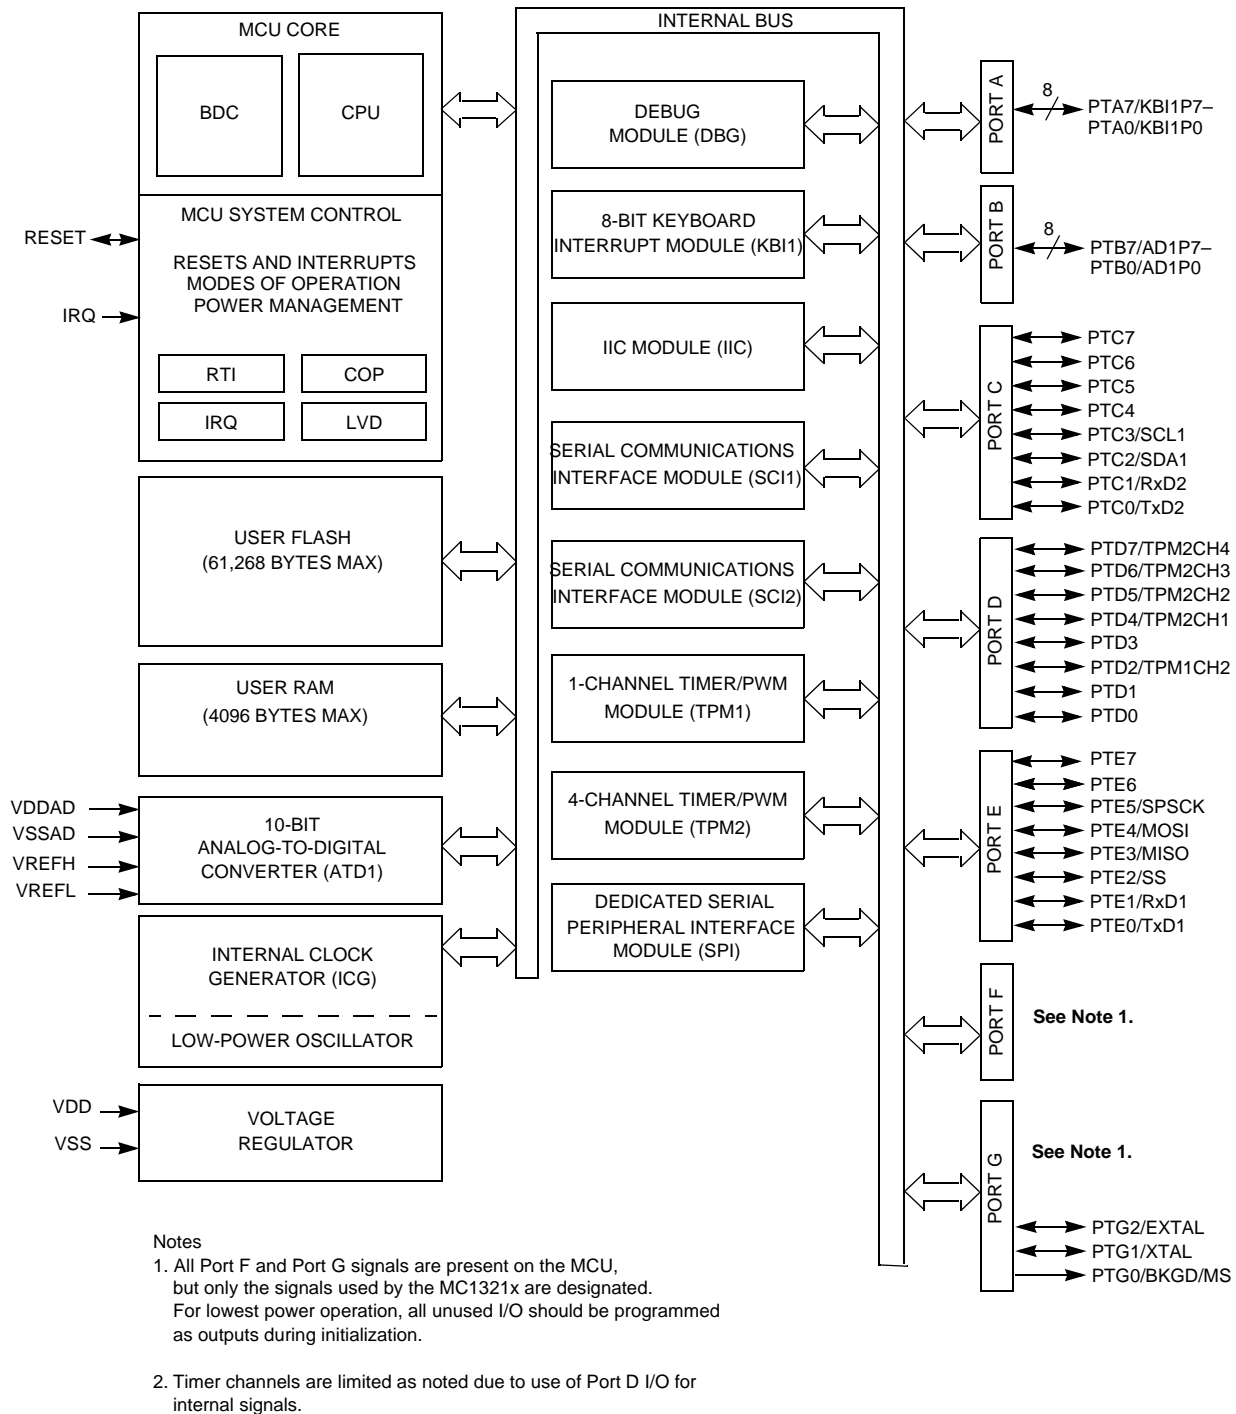 MCU CORE
BDC
CPU
MCU SYSTEM CONTROL
RESETS AND INTERRUPTS
MODES OF OPERATION
POWER MANAGEMENT
RTI
COP
IRQ
LVD
RESET
IRQ
USER FLASH
(61,268 BYTES MAX)
USER RAM
(4096 BYTES MAX)
VDDAD
VSSAD
VREFH
VREFL
10-BIT
ANALOG-TO-DIGITAL
CONVERTER (ATD1)
INTERNAL CLOCK
GENERATOR (ICG)
LOW-POWER OSCILLATOR
VDD
VSS
VOLTAGE
REGULATOR
INTERNAL BUS
DEBUG
MODULE (DBG)
8-BIT KEYBOARD
INTERRUPT MODULE (KBI1)
IIC MODULE (IIC)
SERIAL COMMUNICATIONS
INTERFACE MODULE (SCI1)
SERIAL COMMUNICATIONS
INTERFACE MODULE (SCI2)
1-CHANNEL TIMER/PWM
MODULE (TPM1)
4-CHANNEL TIMER/PWM
MODULE (TPM2)
DEDICATED SERIAL
PERIPHERAL INTERFACE
MODULE (SPI)
PORT A
8
PTA7/KBI1P7–
PTA0/KBI1P0
PORT B
8
PTB7/AD1P7–
PTB0/AD1P0
PORT C
PTC7
PTC6
PTC5
PTC4
PTC3/SCL1
PTC2/SDA1
PTC1/RxD2
PTC0/TxD2
PORT D
PTD7/TPM2CH4
PTD6/TPM2CH3
PTD5/TPM2CH2
PTD4/TPM2CH1
PTD3
PTD2/TPM1CH2
PTD1
PTD0
PORT E
PTE7
PTE6
PTE5/SPSCK
PTE4/MOSI
PTE3/MISO
PTE2/SS
PTE1/RxD1
PTE0/TxD1
PORT F
See Note 1.
PORT G
See Note 1.
PTG2/EXTAL
PTG1/XTAL
PTG0/BKGD/MS
Notes
1. All Port F and Port G signals are present on the MCU,
but only the signals used by the MC1321x are designated.
For lowest power operation, all unused I/O should be programmed
as outputs during initialization.
2. Timer channels are limited as noted due to use of Port D I/O for
internal signals.